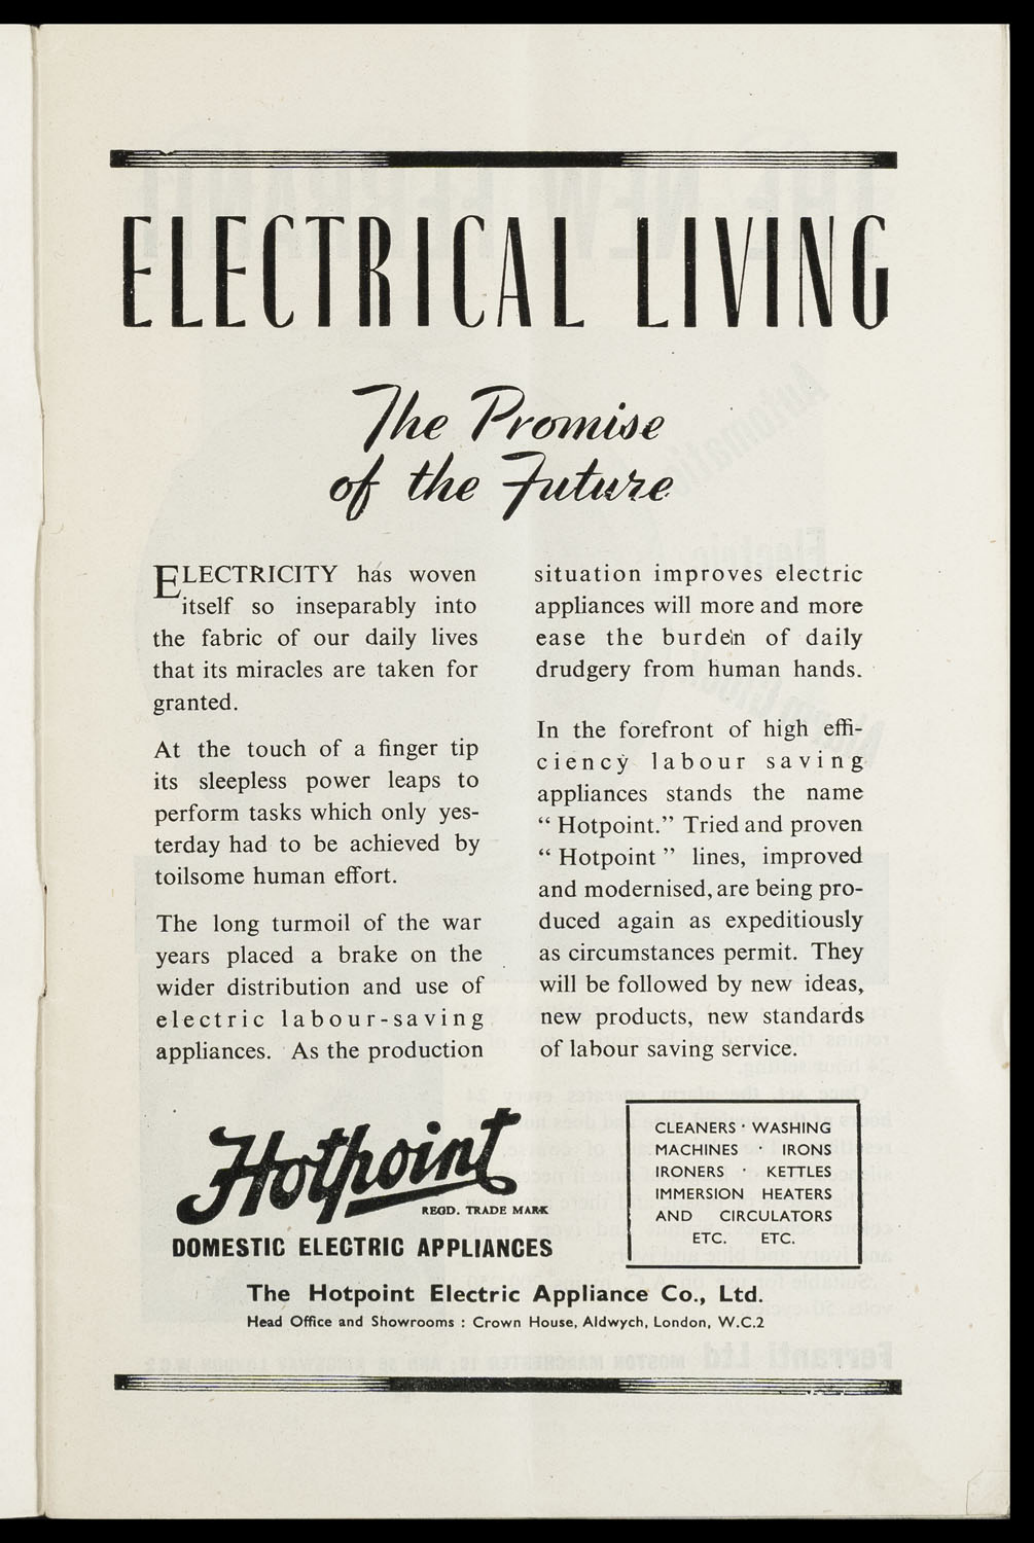 ELECTRICAL LIVING
The Promise
of the Future
ELECTRICITY has woven
itself so inseparably into
the fabric of our daily lives
that its miracles are taken for
granted.
At the touch of a finger tip
its sleepless power leaps to
perform tasks which only yes-
terday had to be achieved by
toilsome human effort.
The long turmoil of the war
years placed a brake on the
wider distribution and use of
electric labour-saving
appliances. As the production
situation improves electric
appliances will more and more
ease the burden of daily
drudgery from human hands.
In the forefront of high effi-
ciency labour saving
appliances stands the name
“ Hotpoint.” Tried and proven
“ Hotpoint ” lines, improved
and modernised, are being pro-
duced again as expeditiously
as circumstances permit. They
will be followed by new ideas,
new products, new standards
of labour saving service.
Hotpoint
REGD. TRADE MARK
DOMESTIC ELECTRIC APPLIANCES
CLEANERS · WASHING
MACHINES · IRONS
IRONERS · KETTLES
IMMERSION HEATERS
AND CIRCULATORS
ETC. ETC.
The Hotpoint Electric Appliance Co., Ltd.
Head Office and Showrooms : Crown House, Aldwych, London, W.C.2